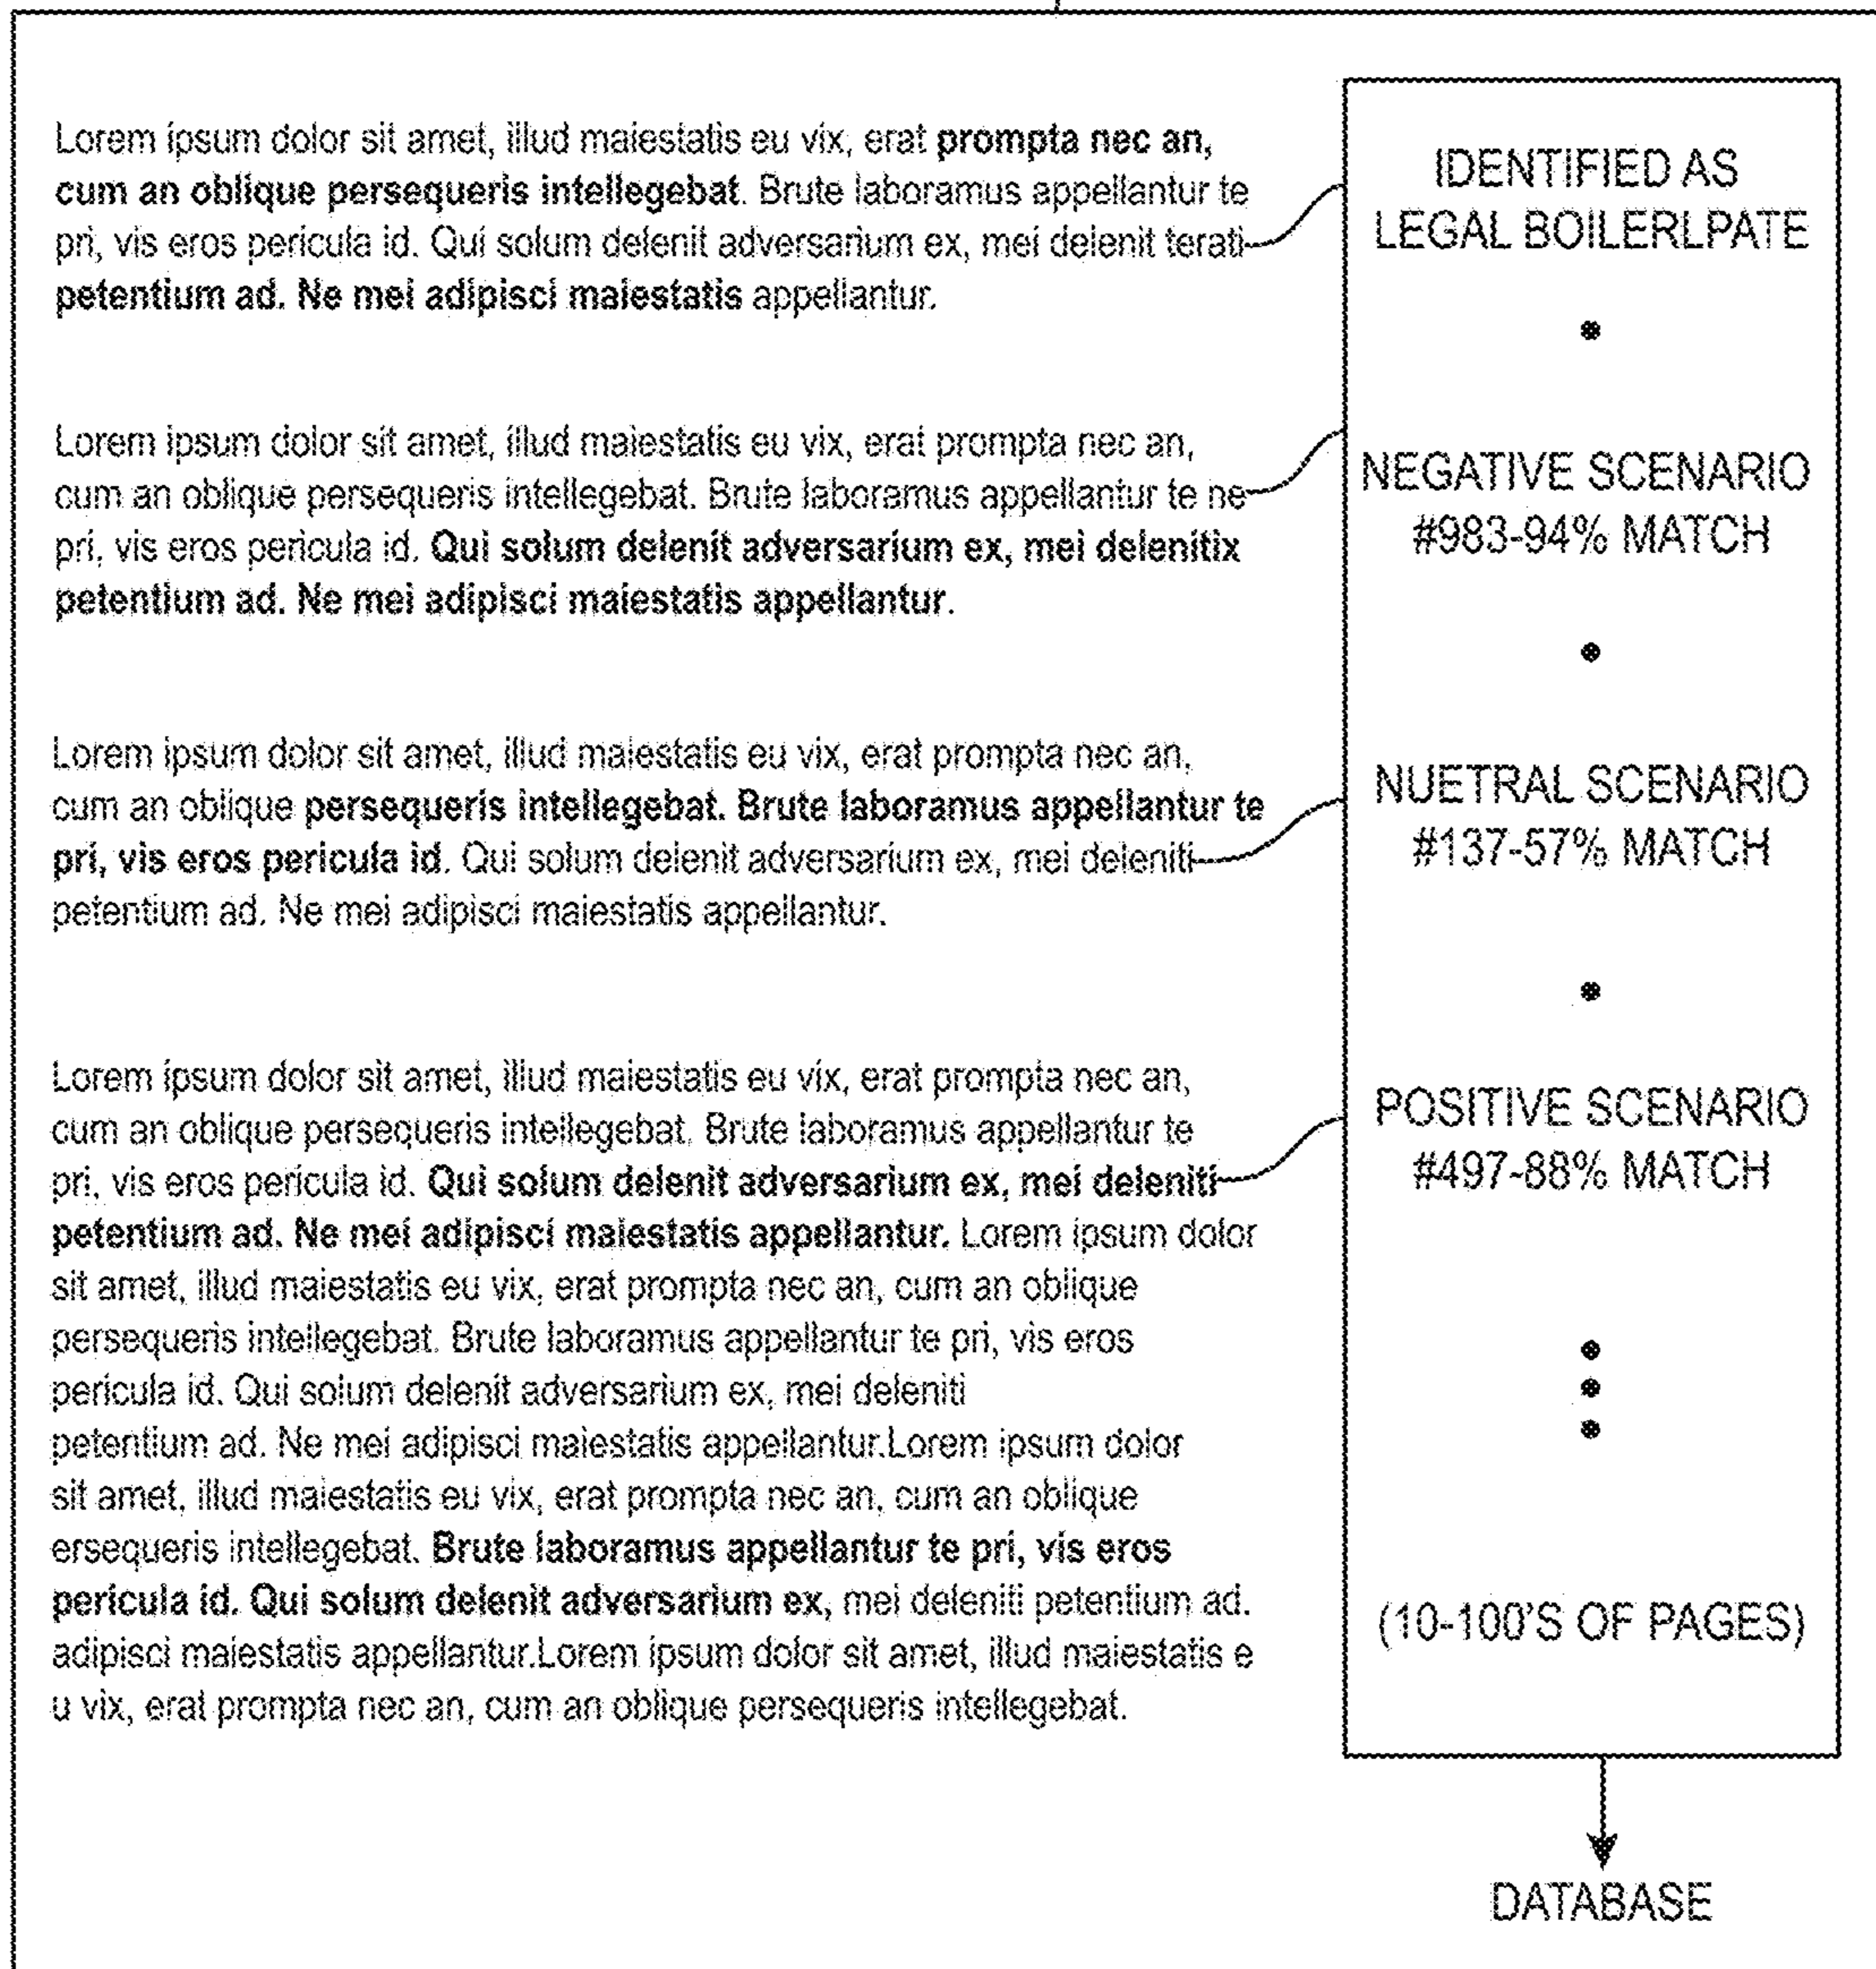 Lorem ipsum dolor sit amet, illud maiestatis eu vix, erat prompta nec an,
cum an oblique persequeris intellegebat. Brute laboramus appellantur te
pri, vis eros pericula id. Qui solum delenit adversarium ex, mei delenit terati
petentium ad. Ne mei adipisci maiestatis appellantur.
Lorem ipsum dolor sit amet, illud maiestatis eu vix, erat prompta nec an,
cum an oblique persequeris intellegebat. Brute laboramus appellantur te ne
pri, vis eros pericula id. Qui solum delenit adversarium ex, mei delenitix
petentium ad. Ne mei adipisci maiestatis appellantur.
Lorem ipsum dolor sit amet, illud maiestatis eu vix, erat prompta nec an,
cum an oblique persequeris intellegebat. Brute laboramus appellantur te
pri, vis eros pericula id. Qui solum delenit adversarium ex, mei deleniti
petentium ad. Ne mei adipisci maiestatis appellantur.
Lorem ipsum dolor sit amet, illud maiestatis eu vix, erat prompta nec an,
cum an oblique persequeris intellegebat. Brute laboramus appellantur te
pri, vis eros pericula id. Qui solum delenit adversarium ex, mei deleniti
petentium ad. Ne mei adipisci maiestatis appellantur. Lorem ipsum dolor
sit amet, illud maiestatis eu vix, erat prompta nec an, cum an oblique
persequeris intellegebat. Brute laboramus appellantur te pri, vis eros
pericula id. Qui solum delenit adversarium ex, mei deleniti
petentium ad. Ne mei adipisci maiestatis appellantur.Lorem ipsum dolor
sit amet, illud maiestatis eu vix, erat prompta nec an, cum an oblique
ersequeris intellegebat. Brute laboramus appellantur te pri, vis eros
pericula id. Qui solum delenit adversarium ex, mei deleniti petentium ad.
adipisci maiestatis appellantur.Lorem ipsum dolor sit amet, illud maiestatis e
u vix, erat prompta nec an, cum an oblique persequeris intellegebat.
IDENTIFIED AS
LEGAL BOILERLPATE
NEGATIVE SCENARIO
#983-94% MATCH
NUETRAL SCENARIO
#137-57% MATCH
POSITIVE SCENARIO
#497-88% MATCH
(10-100'S OF PAGES)
DATABASE